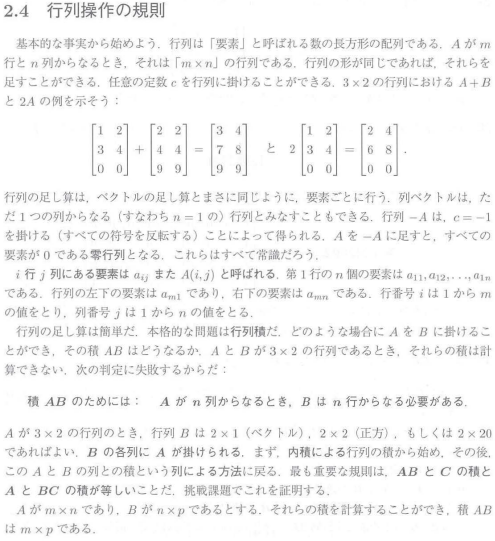 2.4 行列操作の規則
基本的な事実から始めよう．行列は「要素」と呼ばれる数の長方形の配列である．A が m
行と n 列からなるとき，それは「m×n」の行列である．行列の形が同じであれば，それらを
足すことができる．任意の定数 c を行列に掛けることができる．3×2 の行列における A+B
と 2A の例を示そう：
[1 2] [2 2] [3 4] [1 2] [2 4]
[3 4] + [4 4] = [7 8] と 2 [3 4] = [6 8] .
[0 0] [9 9] [9 9] [0 0] [0 0]
行列の足し算は，ベクトルの足し算とまさに同じように，要素ごとに行う．列ベクトルは，た
だ 1 つの列からなる（すなわち n=1 の）行列とみなすこともできる．行列 −A は，c=−1
を掛ける（すべての符号を反転する）ことによって得られる．A を −A に足すと，すべての
要素が 0 である零行列となる．これらはすべて常識だろう．
i 行 j 列にある要素は aij また A(i,j) と呼ばれる．第 1 行の n 個の要素は a11, a12, ..., a1n
である．行列の左下の要素は am1 であり，右下の要素は amn である．行番号 i は 1 から m
の値をとり，列番号 j は 1 から n の値をとる．
行列の足し算は簡単だ．本格的な問題は行列積だ．どのような場合に A を B に掛けるこ
とができ，その積 AB はどうなるか．A と B が 3×2 の行列であるとき，それらの積は計
算できない．次の判定に失敗するからだ：
積 AB のためには： A が n 列からなるとき，B は n 行からなる必要がある．
A が 3×2 の行列のとき，行列 B は 2×1（ベクトル），2×2（正方），もしくは 2×20
であればよい．B の各列に A が掛けられる．まず，内積による行列の積から始め，その後，
この A と B の列との積という列による方法に戻る．最も重要な規則は，AB と C の積と
A と BC の積が等しいことだ．挑戦課題でこれを証明する．
A が m×n であり，B が n×p であるとする．それらの積を計算することができ，積 AB
は m×p である．